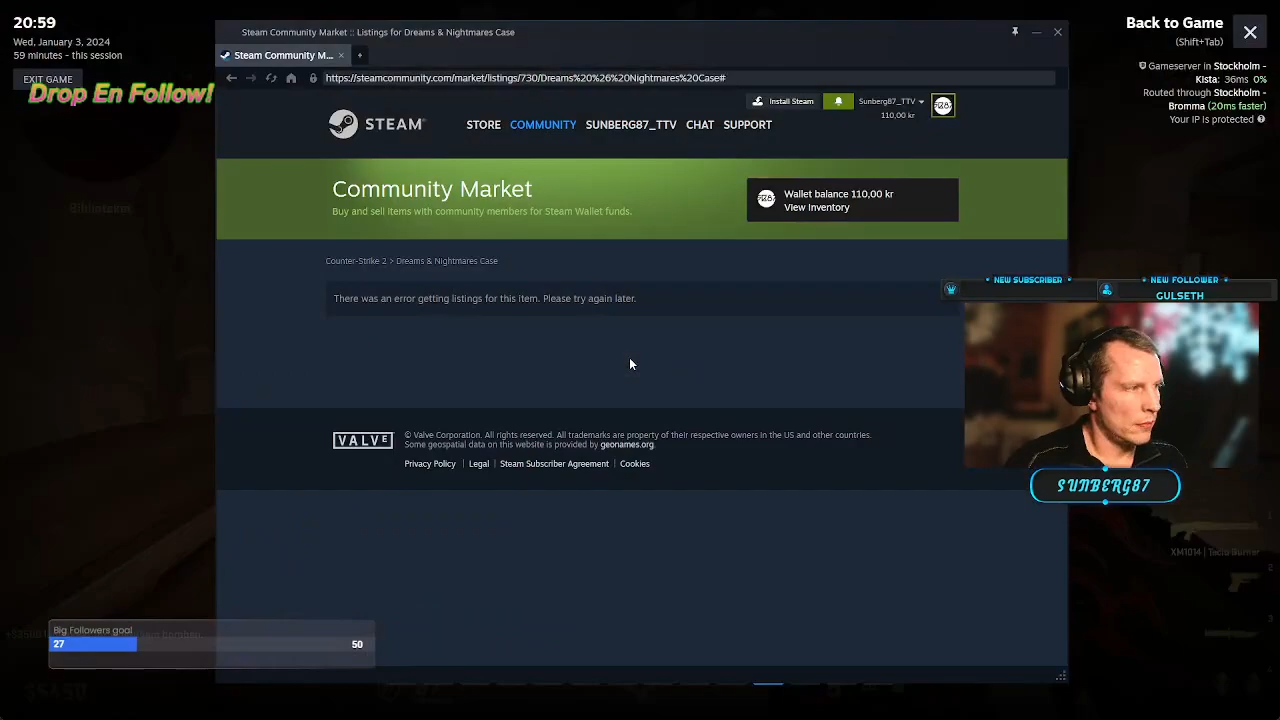 20:59
Wed, January 3, 2024
59 minutes - this session
EXIT GAME
Drop En Follow!
Steam Community Market :: Listings for Dreams & Nightmares Case
Steam Community M...
https://steamcommunity.com/market/listings/730/Dreams%20%26%20Nightmares%20Case#
Back to Game
(Shift+Tab)
Gameserver in Stockholm -
Kista: 36ms 0%
Routed through Stockholm -
Bromma (20ms faster)
Your IP is protected
Install Steam
Sunberg87_TTV
110,00 kr
STEAM
STORE COMMUNITY SUNBERG87_TTV CHAT SUPPORT
Community Market
Buy and sell items with community members for Steam Wallet funds.
Wallet balance 110,00 kr
View Inventory
Counter-Strike 2 > Dreams & Nightmares Case
There was an error getting listings for this item. Please try again later.
NEW SUBSCRIBER
NEW FOLLOWER
GULSETH
VALVE
© Valve Corporation. All rights reserved. All trademarks are property of their respective owners in the US and other countries.
Some geospatial data on this website is provided by geonames.org.
Privacy Policy | Legal | Steam Subscriber Agreement | Cookies
SUNBERG87
XM1014 |
Big Followers goal
27
50